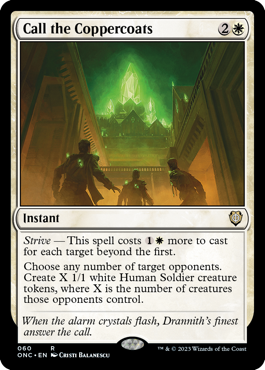 Call the Coppercoats 2
Instant
Strive — This spell costs 1 more to cast
for each target beyond the first.
Choose any number of target opponents.
Create X 1/1 white Human Soldier creature
tokens, where X is the number of creatures
those opponents control.
When the alarm crystals flash, Drannith's finest
answer the call.
060 R
ONC • EN CRISTI BALANESCU
™ & © 2023 Wizards of the Coast